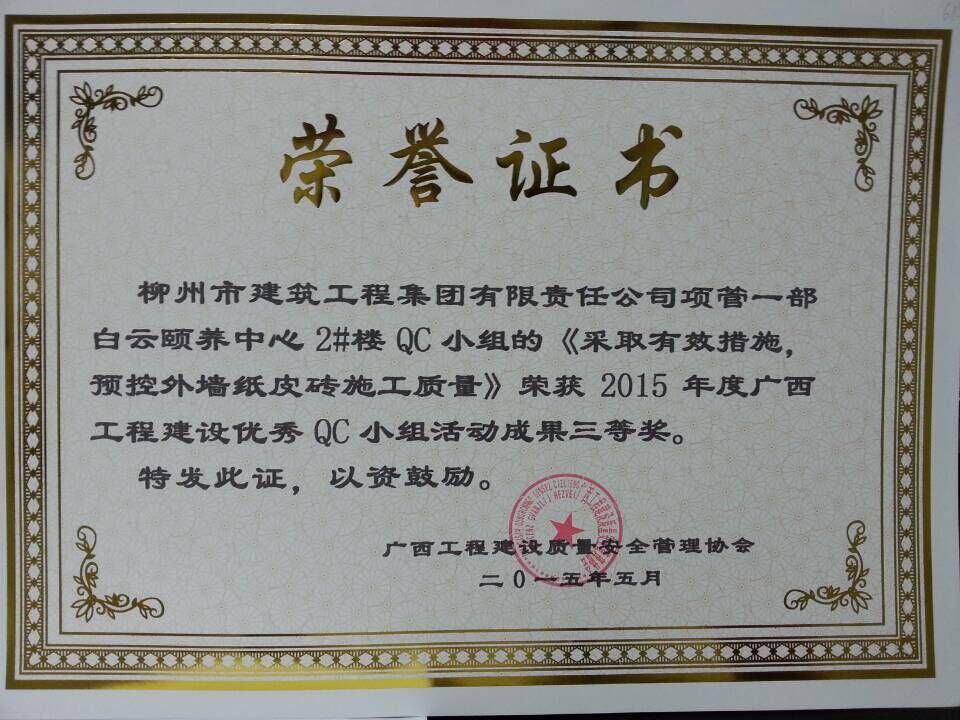 荣誉证书
柳州市建筑工程集团有限责任公司项营一部
白云颐养中心 2#楼 QC 小组的《采取有效措施，
预控外墙纸皮砖施工质量》荣获 2015 年度广西
工程建设优秀 QC 小组活动成果三等奖。
特发此证，以资鼓励。
广西工程建设质量安全管理协会
二〇一五年五月